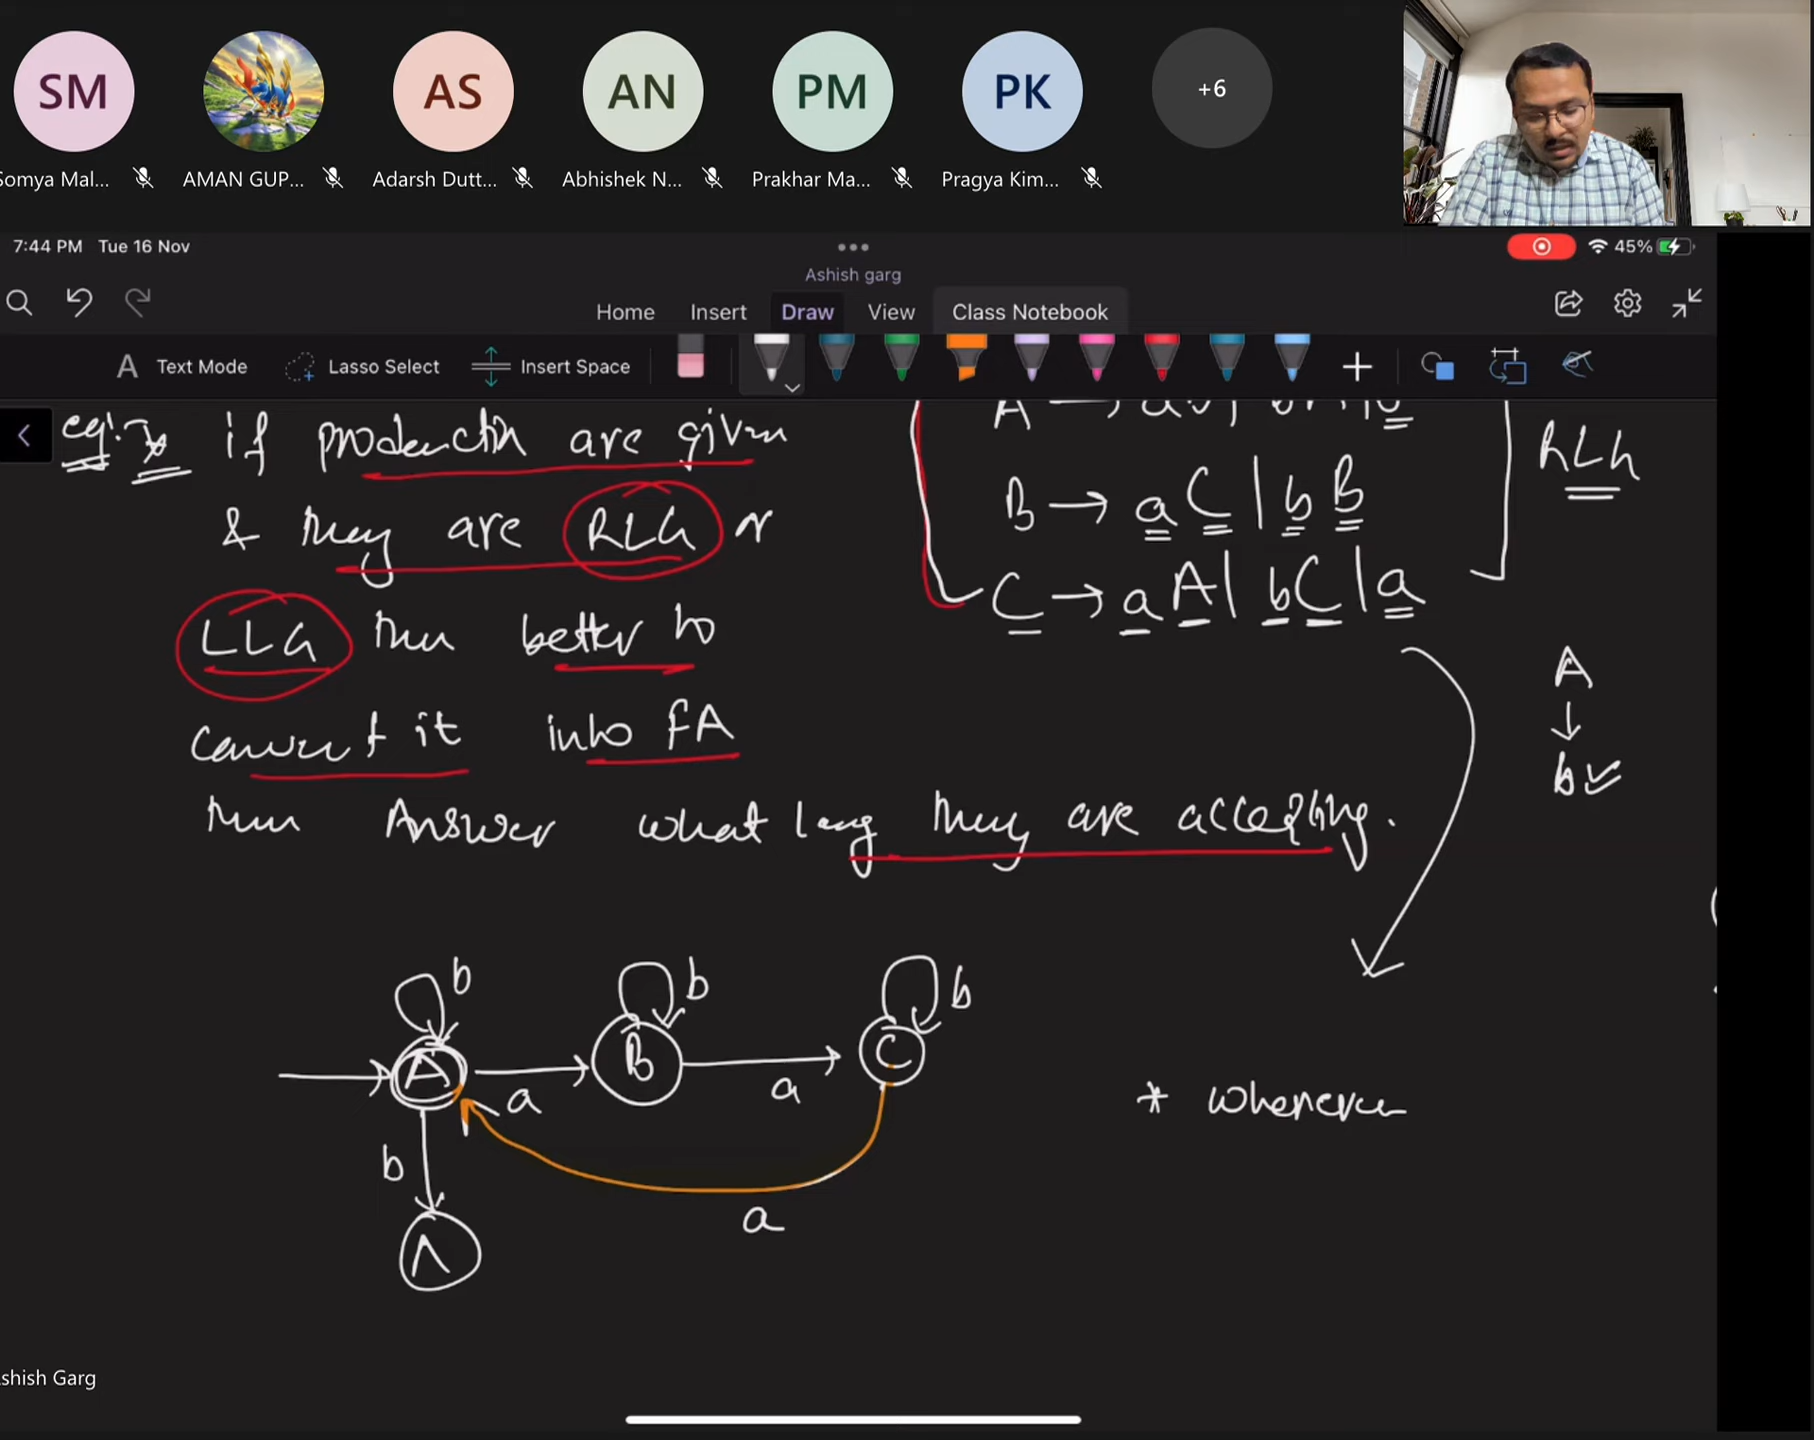 SM
AS
AN
PM
PK
+6
Somya Mal...
AMAN GUP...
Adarsh Dutt...
Abhishek N...
Prakhar Ma...
Pragya Kim...
7:44 PM Tue 16 Nov
45%
Ashish garg
Home Insert Draw View Class Notebook
A Text Mode Lasso Select Insert Space
eg:→ if production are given
& they are RLG or
LLG then better to
convert it into FA
then Answer what lang they are accepting.
B → aC | bB
C → aA | bC | a
RLG
A
↓
b ✓
b
b
b
A
B
C
a
a
b
a
A
* whenever
shish Garg